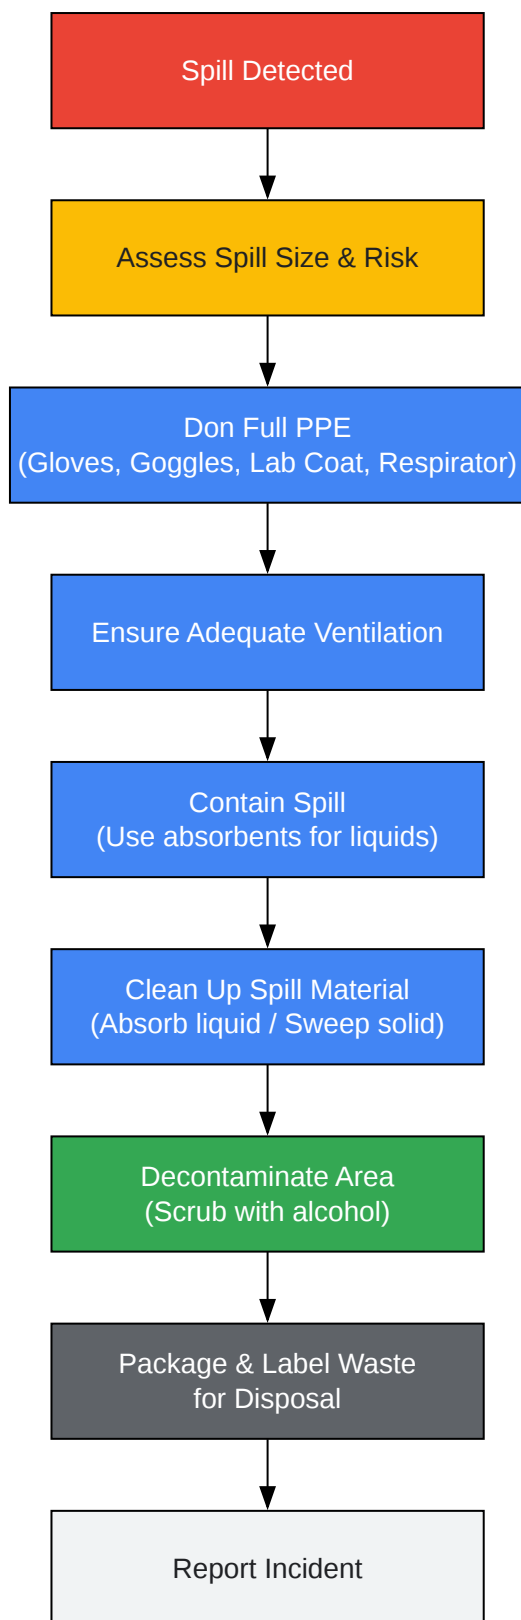 Spill Detected
Assess Spill Size & Risk
Don Full PPE
(Gloves, Goggles, Lab Coat, Respirator)
Ensure Adequate Ventilation
Contain Spill
(Use absorbents for liquids)
Clean Up Spill Material
(Absorb liquid / Sweep solid)
Decontaminate Area
(Scrub with alcohol)
Package & Label Waste
for Disposal
Report Incident